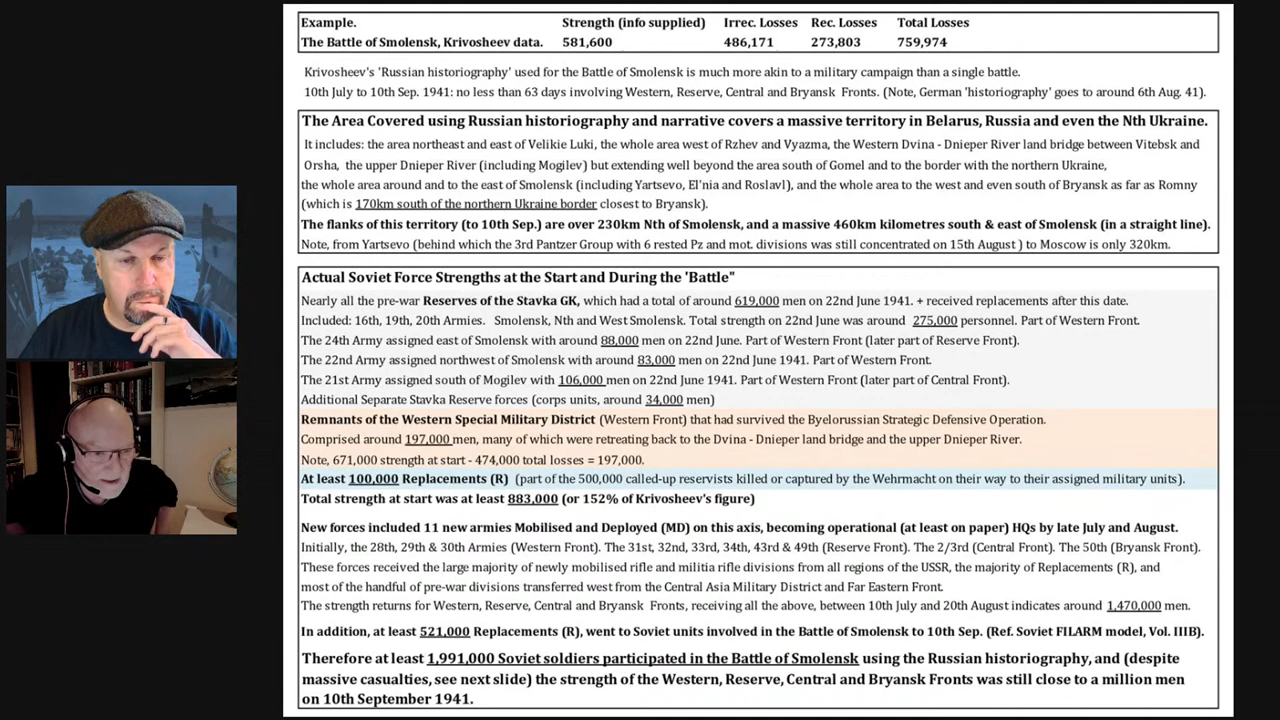 Example. Strength (info supplied) Irrec. Losses Rec. Losses Total Losses
The Battle of Smolensk, Krivosheev data. 581,600 486,171 273,803 759,974
Krivosheev's 'Russian historiography' used for the Battle of Smolensk is much more akin to a military campaign than a single battle.
10th July to 10th Sep. 1941: no less than 63 days involving Western, Reserve, Central and Bryansk Fronts. (Note, German 'historiography' goes to around 6th Aug. 41).
The Area Covered using Russian historiography and narrative covers a massive territory in Belarus, Russia and even the Nth Ukraine.
It includes: the area northeast and east of Velikie Luki, the whole area west of Rzhev and Vyazma, the Western Dvina - Dnieper River land bridge between Vitebsk and
Orsha, the upper Dnieper River (including Mogilev) but extending well beyond the area south of Gomel and to the border with the northern Ukraine,
the whole area around and to the east of Smolensk (including Yartsevo, El'nia and Roslavl), and the whole area to the west and even south of Bryansk as far as Romny
(which is 170km south of the northern Ukraine border closest to Bryansk).
The flanks of this territory (to 10th Sep.) are over 230km Nth of Smolensk, and a massive 460km kilometres south & east of Smolensk (in a straight line).
Note, from Yartsevo (behind which the 3rd Pantzer Group with 6 rested Pz and mot. divisions was still concentrated on 15th August ) to Moscow is only 320km.
Actual Soviet Force Strengths at the Start and During the 'Battle"
Nearly all the pre-war Reserves of the Stavka GK, which had a total of around 619,000 men on 22nd June 1941. + received replacements after this date.
Included: 16th, 19th, 20th Armies. Smolensk, Nth and West Smolensk. Total strength on 22nd June was around 275,000 personnel. Part of Western Front.
The 24th Army assigned east of Smolensk with around 88,000 men on 22nd June. Part of Western Front (later part of Reserve Front).
The 22nd Army assigned northwest of Smolensk with around 83,000 men on 22nd June 1941. Part of Western Front.
The 21st Army assigned south of Mogilev with 106,000 men on 22nd June 1941. Part of Western Front (later part of Central Front).
Additional Separate Stavka Reserve forces (corps units, around 34,000 men)
Remnants of the Western Special Military District (Western Front) that had survived the Byelorussian Strategic Defensive Operation.
Comprised around 197,000 men, many of which were retreating back to the Dvina - Dnieper land bridge and the upper Dnieper River.
Note, 671,000 strength at start - 474,000 total losses = 197,000.
At least 100,000 Replacements (R) (part of the 500,000 called-up reservists killed or captured by the Wehrmacht on their way to their assigned military units).
Total strength at start was at least 883,000 (or 152% of Krivosheev's figure)
New forces included 11 new armies Mobilised and Deployed (MD) on this axis, becoming operational (at least on paper) HQs by late July and August.
Initially, the 28th, 29th & 30th Armies (Western Front). The 31st, 32nd, 33rd, 34th, 43rd & 49th (Reserve Front). The 2/3rd (Central Front). The 50th (Bryansk Front).
These forces received the large majority of newly mobilised rifle and militia rifle divisions from all regions of the USSR, the majority of Replacements (R), and
most of the handful of pre-war divisions transferred west from the Central Asia Military District and Far Eastern Front.
The strength returns for Western, Reserve, Central and Bryansk Fronts, receiving all the above, between 10th July and 20th August indicates around 1,470,000 men.
In addition, at least 521,000 Replacements (R), went to Soviet units involved in the Battle of Smolensk to 10th Sep. (Ref. Soviet FILARM model, Vol. IIIB).
Therefore at least 1,991,000 Soviet soldiers participated in the Battle of Smolensk using the Russian historiography, and (despite
massive casualties, see next slide) the strength of the Western, Reserve, Central and Bryansk Fronts was still close to a million men
on 10th September 1941.